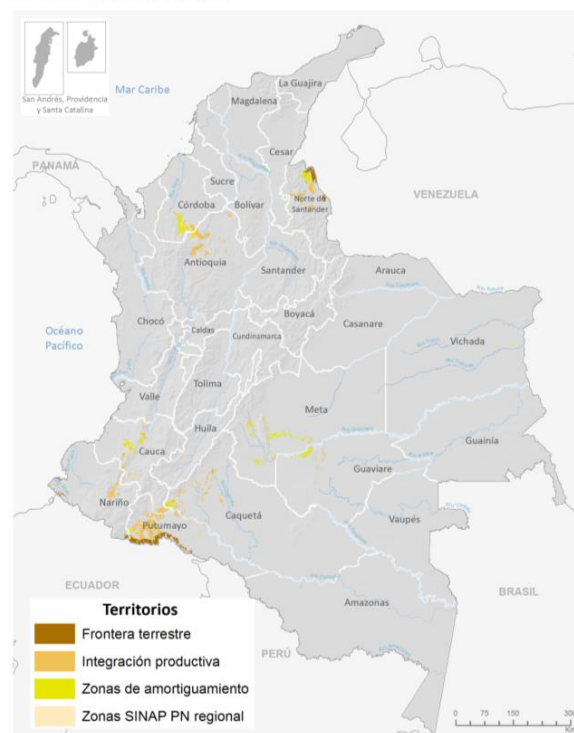 San Andrés, Providencia
y Santa Catalina
Mar Caribe
La Guajira
Magdalena
Cesar
PANAMÁ
VENEZUELA
Sucre
Córdoba
Bolívar
Norte de
Santander
Antioquia
Santander
Arauca
Boyacá
Casanare
Chocó
Caldas
Cundinamarca
Vichada
Océano
Pacífico
Tolima
Valle
Meta
Huila
Guainía
Cauca
Guaviare
Nariño
Caquetá
Vaupés
Putumayo
ECUADOR
Amazonas
BRASIL
PERÚ
Territorios
Frontera terrestre
Integración productiva
Zonas de amortiguamiento
Zonas SINAP PN regional
0 75 150 300